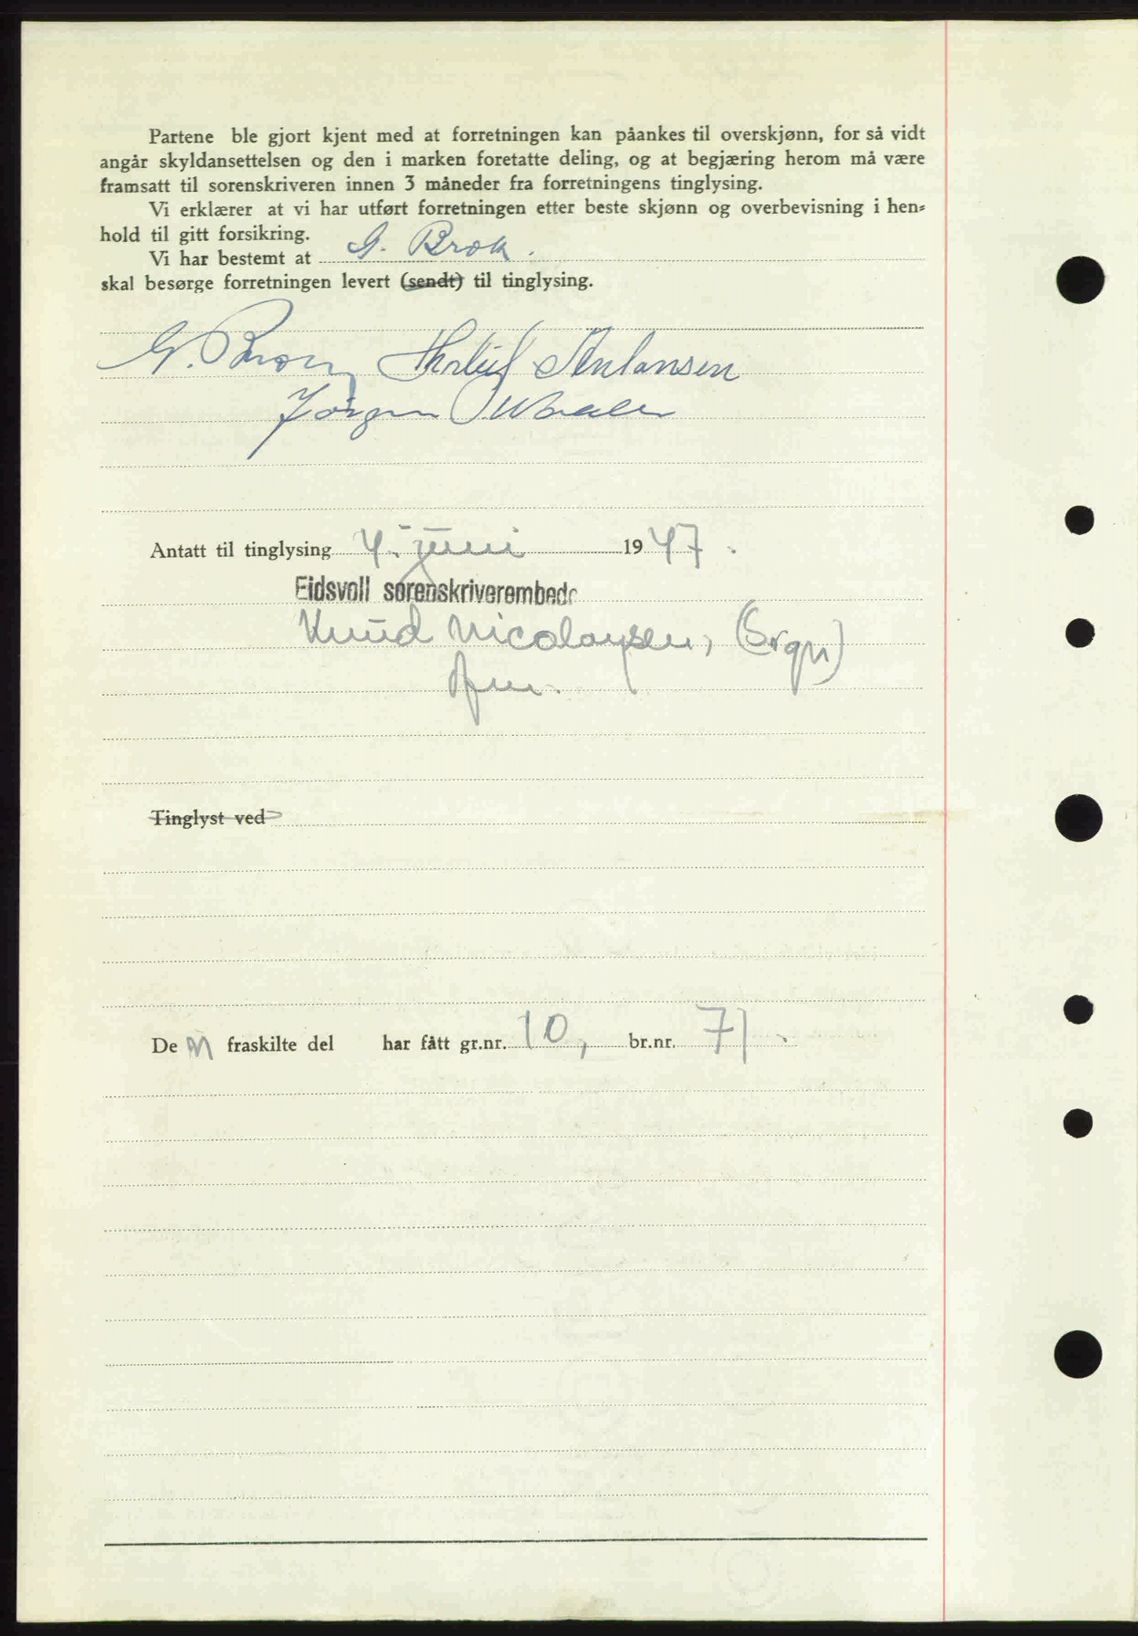 Partene ble gjort kjent med at forretningen kan påankes til overskjønn, for så vidt
angår skyldansettelsen og den i marken foretatte deling, og at begjæring herom må være
framsatt til sorenskriveren innen 3 måneder fra forretningens tinglysing.
Vi erklærer at vi har utført forretningen etter beste skjønn og overbevisning i hen-
hold til gitt forsikring.
Vi har bestemt at G. Brok.
skal besørge forretningen levert (sendt) til tinglysing.
G. Brok
Jørgen
Antatt til tinglysing 4. juni 1947.
Eidsvoll sorenskriverembede
Knud Nicolaysen, (Srgn)
Tinglyst ved
De n fraskilte del har fått gr.nr. 10, br.nr. 71.